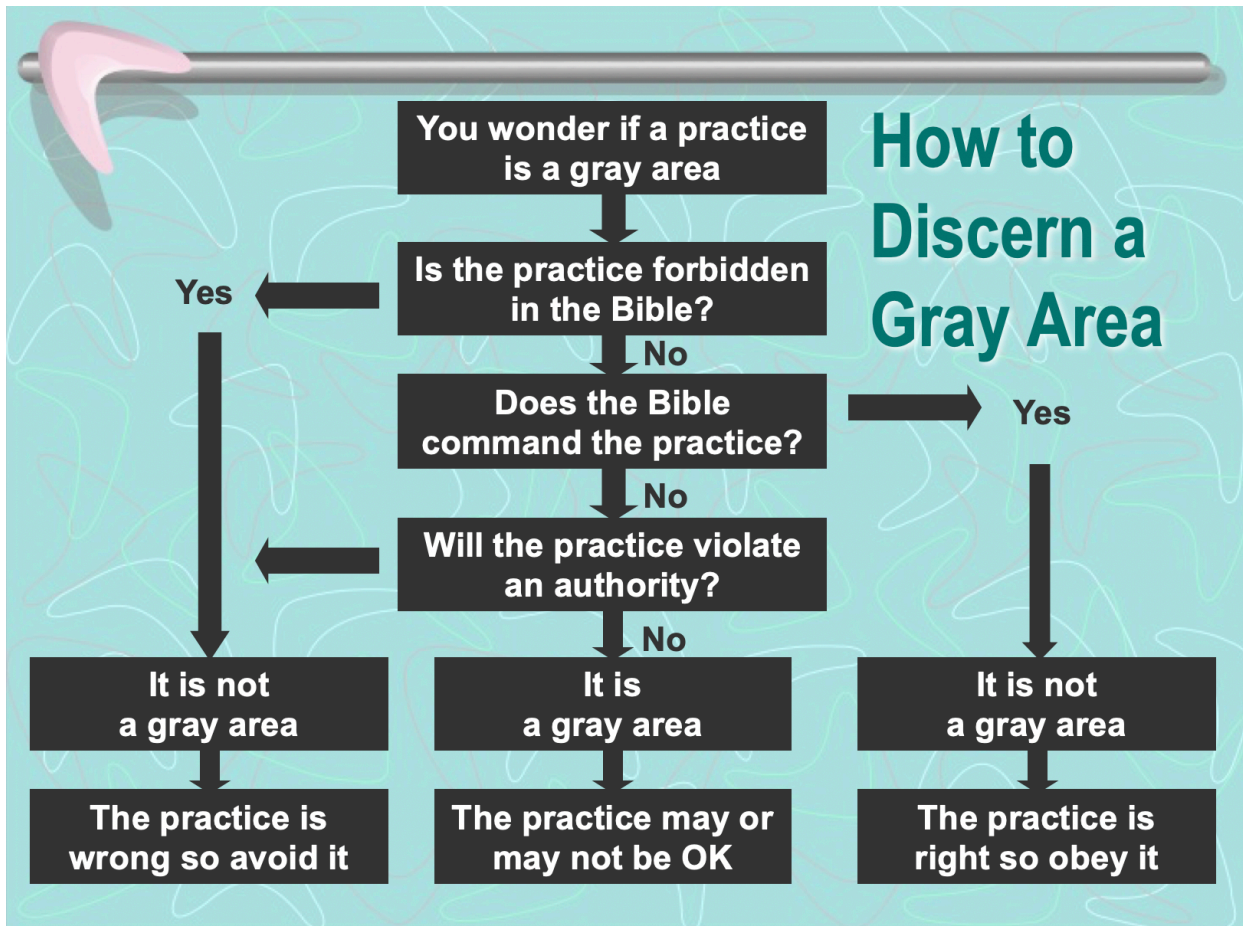 How to
Discern a
Gray Area
You wonder if a practice
is a gray area
Is the practice forbidden
in the Bible?
Yes
No
Does the Bible
command the practice?
Yes
No
Will the practice violate
an authority?
No
It is not
a gray area
It is
a gray area
It is not
a gray area
The practice is
wrong so avoid it
The practice may or
may not be OK
The practice is
right so obey it